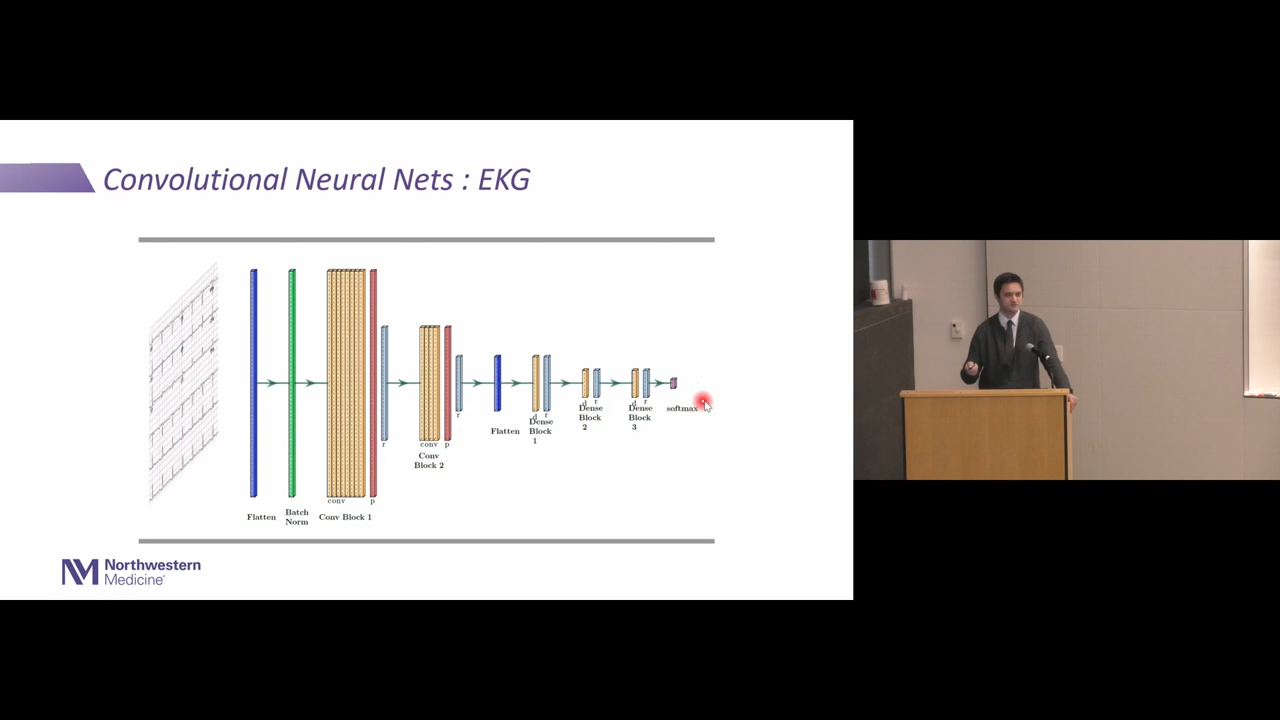 Convolutional Neural Nets : EKG
r
conv
p
r
conv
p
r
d
r
d
r
d
r
Flatten
Batch
Norm
Conv Block 1
Conv
Block 2
Flatten
Dense
Block
1
Dense
Block
2
Dense
Block
3
softmax
Northwestern
Medicine